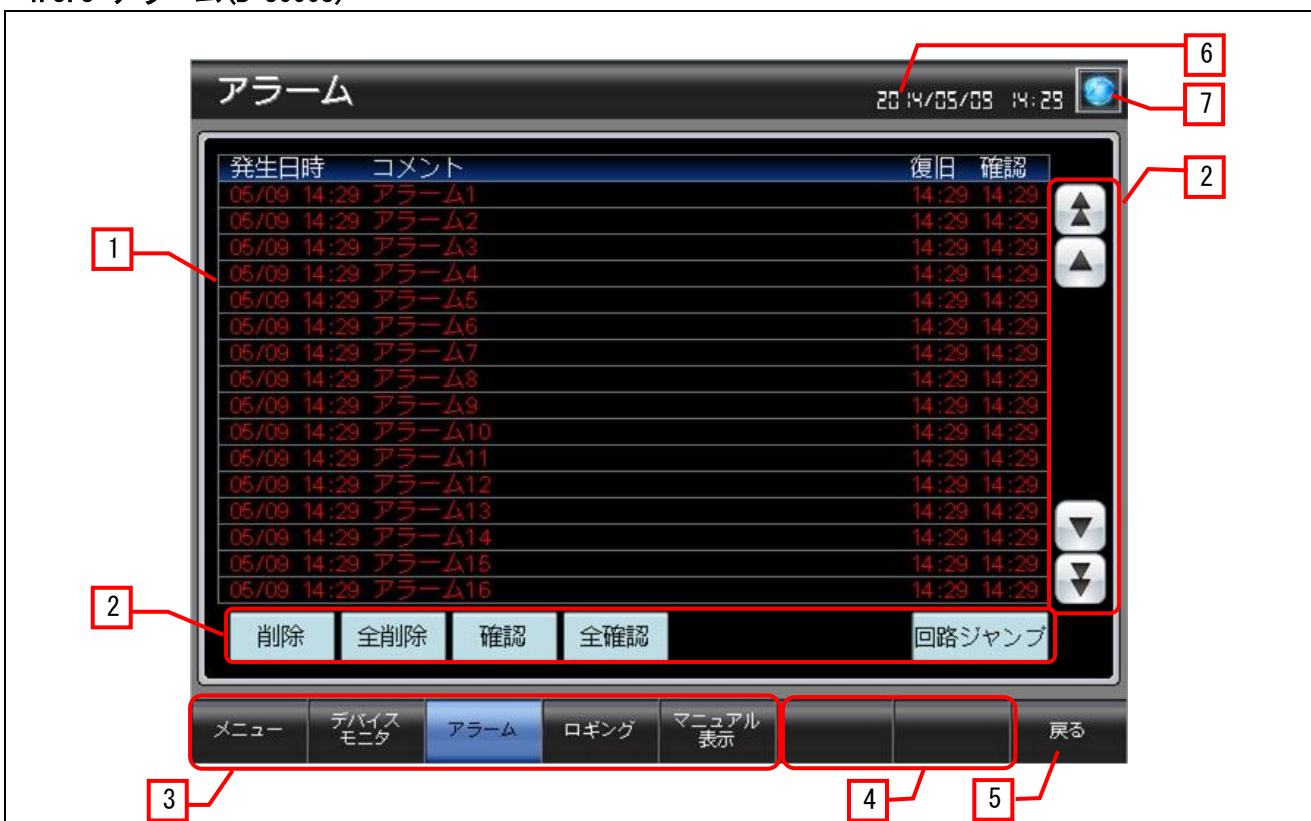 アラーム
2014/05/09 14:29
6
7
発生日時 コメント 復旧 確認
2
05/09 14:29 アラーム1 14:29 14:29
05/09 14:29 アラーム2 14:29 14:29
1
05/09 14:29 アラーム3 14:29 14:29
05/09 14:29 アラーム4 14:29 14:29
05/09 14:29 アラーム5 14:29 14:29
05/09 14:29 アラーム6 14:29 14:29
05/09 14:29 アラーム7 14:29 14:29
05/09 14:29 アラーム8 14:29 14:29
05/09 14:29 アラーム9 14:29 14:29
05/09 14:29 アラーム10 14:29 14:29
05/09 14:29 アラーム11 14:29 14:29
05/09 14:29 アラーム12 14:29 14:29
05/09 14:29 アラーム13 14:29 14:29
05/09 14:29 アラーム14 14:29 14:29
05/09 14:29 アラーム15 14:29 14:29
05/09 14:29 アラーム16 14:29 14:29
2
削除 全削除 確認 全確認 回路ジャンプ
メニュー デバイス モニタ アラーム ロギング マニュアル 表示 戻る
3 4 5